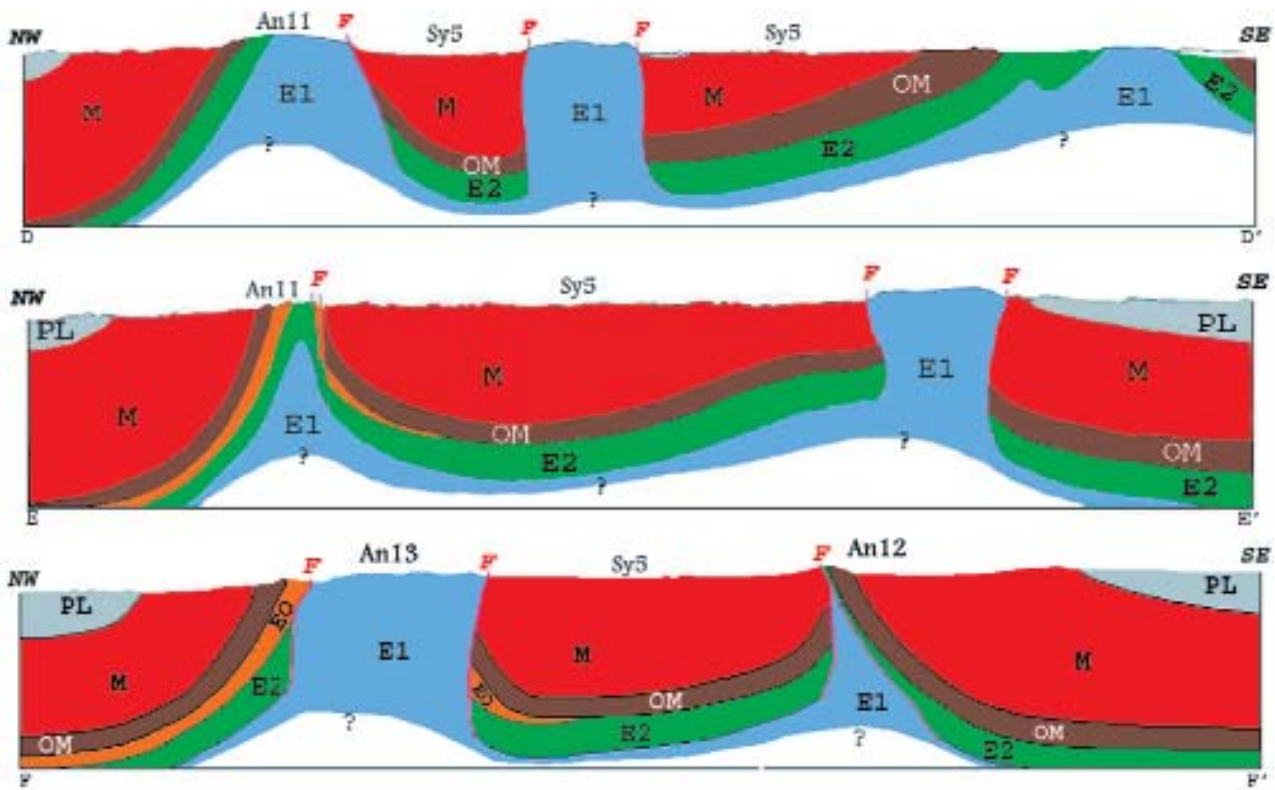 An11 F F F
NW Sy5 Sy5 SE
E1 E1 OM E1 E2
M M M
? OM E2 ?
E2 ?
D D'
An11 F Sy5 F F
NW SE
PL PL
M M E1 M
E1 OM ? OM
? E2 ? E2
E E'
An13 F An12
NW F F Sy5 SE
PL EO PL
E1 M M
M E2 EO OM E1
OM ? E2 ? E2 OM
F F'